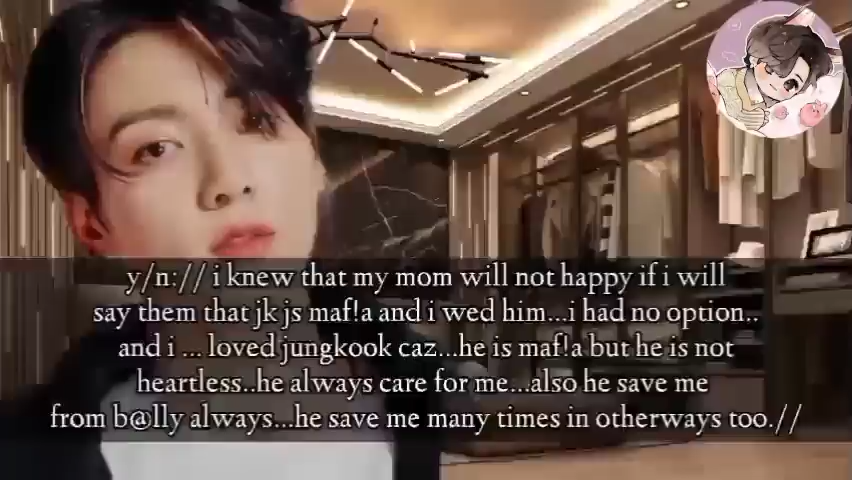 y/n:// i knew that my mom will not happy if i will
say them that jk js maf!a and i wed him...i had no option..
and i ... loved jungkook caz...he is maf!a but he is not
heartless..he always care for me...also he save me
from b@lly always...he save me many times in otherways too.//